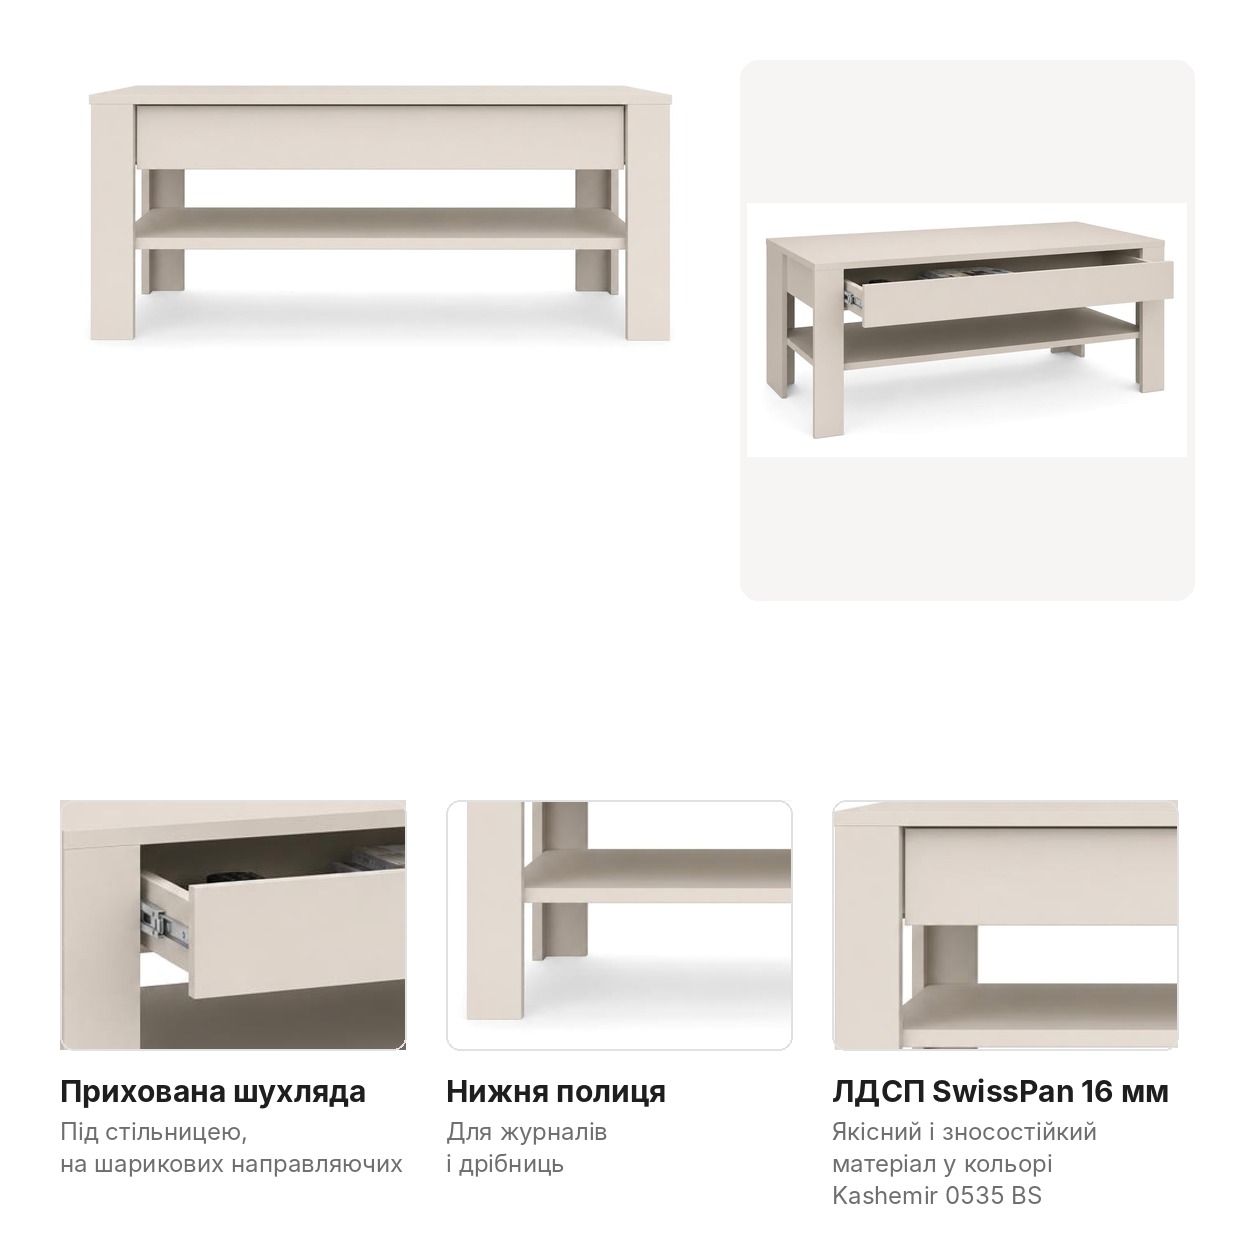 Прихована шухляда
Під стільницею,
на шарикових направляючих
Нижня полиця
Для журналів
і дрібниць
ЛДСП SwissPan 16 мм
Якісний і зносостійкий
матеріал у кольорі
Kashemir 0535 BS